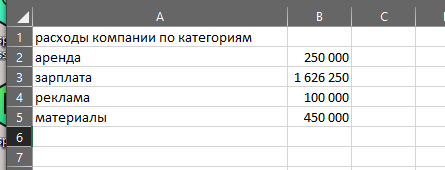 A B C
1 расходы компании по категориям
2 аренда 250 000
3 зарплата 1 626 250
4 реклама 100 000
5 материалы 450 000
6
7